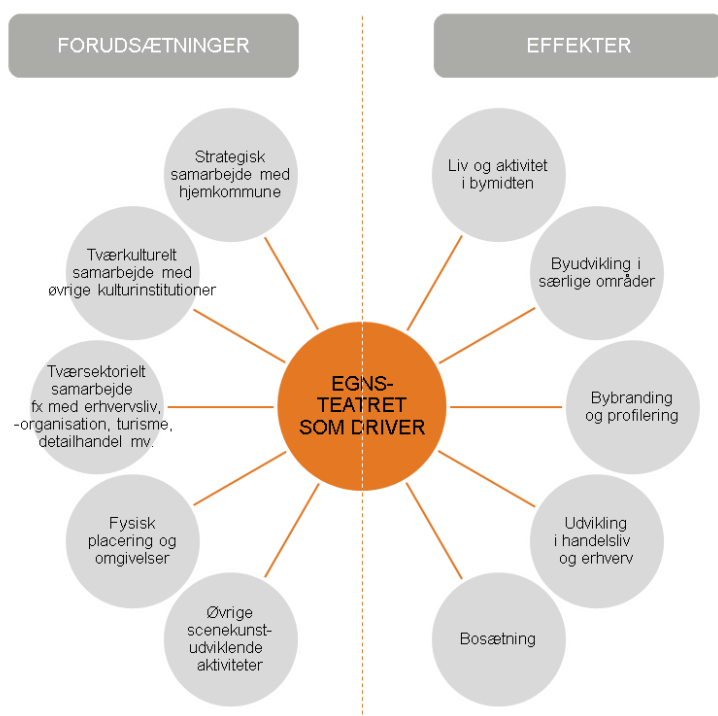 FORUDSÆTNINGER
EFFEKTER
Strategisk
samarbejde med
hjemkommune
Tværkulturelt
samarbejde med
øvrige kulturinstitutioner
Tværsektorielt
samarbejde
fx med erhvervsliv,
-organisation, turisme,
detailhandel mv.
Fysisk
placering og
omgivelser
Øvrige
scenekunst-
udviklende
aktiviteter
EGNS-
TEATRET
SOM DRIVER
Liv og aktivitet
i bymidten
Byudvikling i
særlige områder
Bybranding
og profilering
Udvikling
i handelsliv
og erhverv
Bosætning